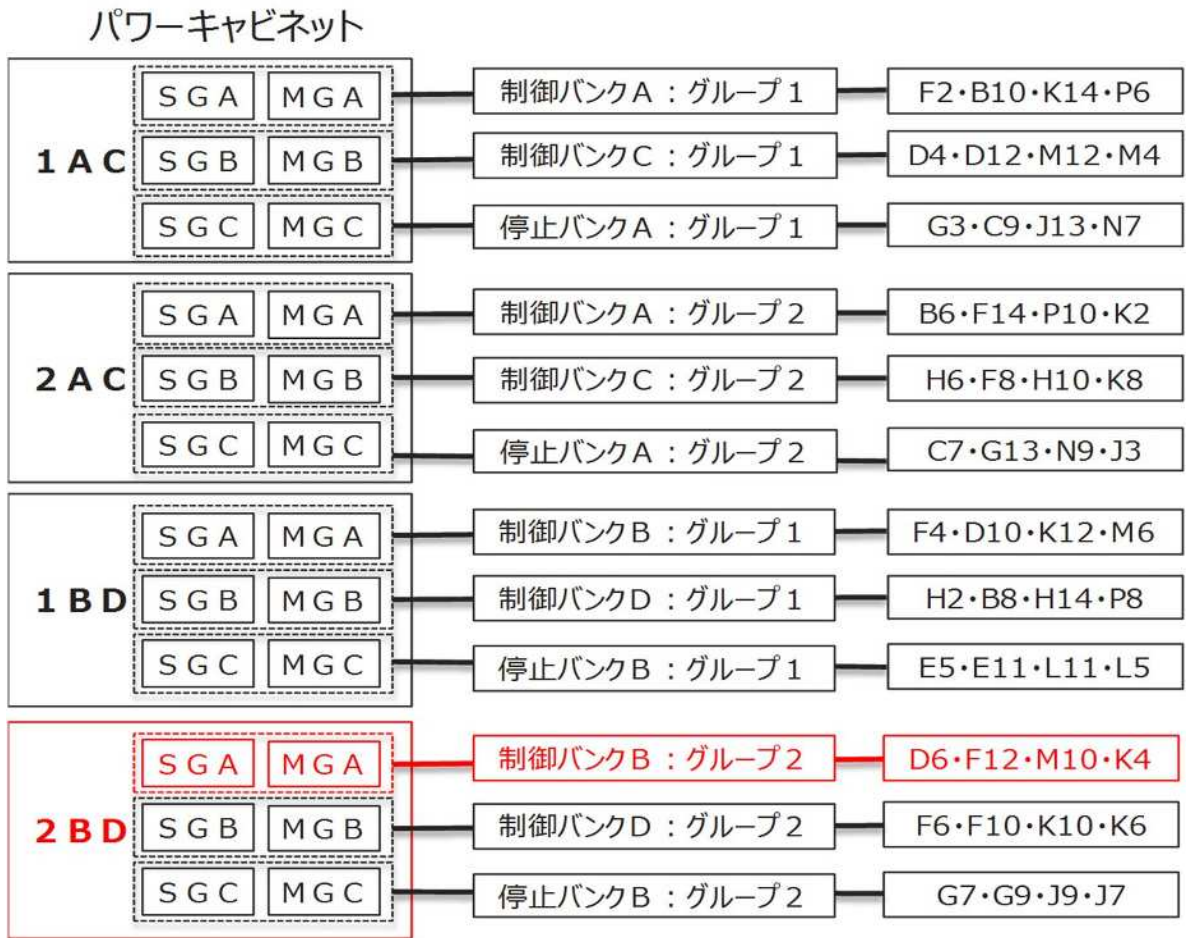 パワーキャビネット
SGA MGA 制御バンクA：グループ1 F2・B10・K14・P6
1AC SGB MGB 制御バンクC：グループ1 D4・D12・M12・M4
SGC MGC 停止バンクA：グループ1 G3・C9・J13・N7
SGA MGA 制御バンクA：グループ2 B6・F14・P10・K2
2AC SGB MGB 制御バンクC：グループ2 H6・F8・H10・K8
SGC MGC 停止バンクA：グループ2 C7・G13・N9・J3
SGA MGA 制御バンクB：グループ1 F4・D10・K12・M6
1BD SGB MGB 制御バンクD：グループ1 H2・B8・H14・P8
SGC MGC 停止バンクB：グループ1 E5・E11・L11・L5
SGA MGA 制御バンクB：グループ2 D6・F12・M10・K4
2BD SGB MGB 制御バンクD：グループ2 F6・F10・K10・K6
SGC MGC 停止バンクB：グループ2 G7・G9・J9・J7